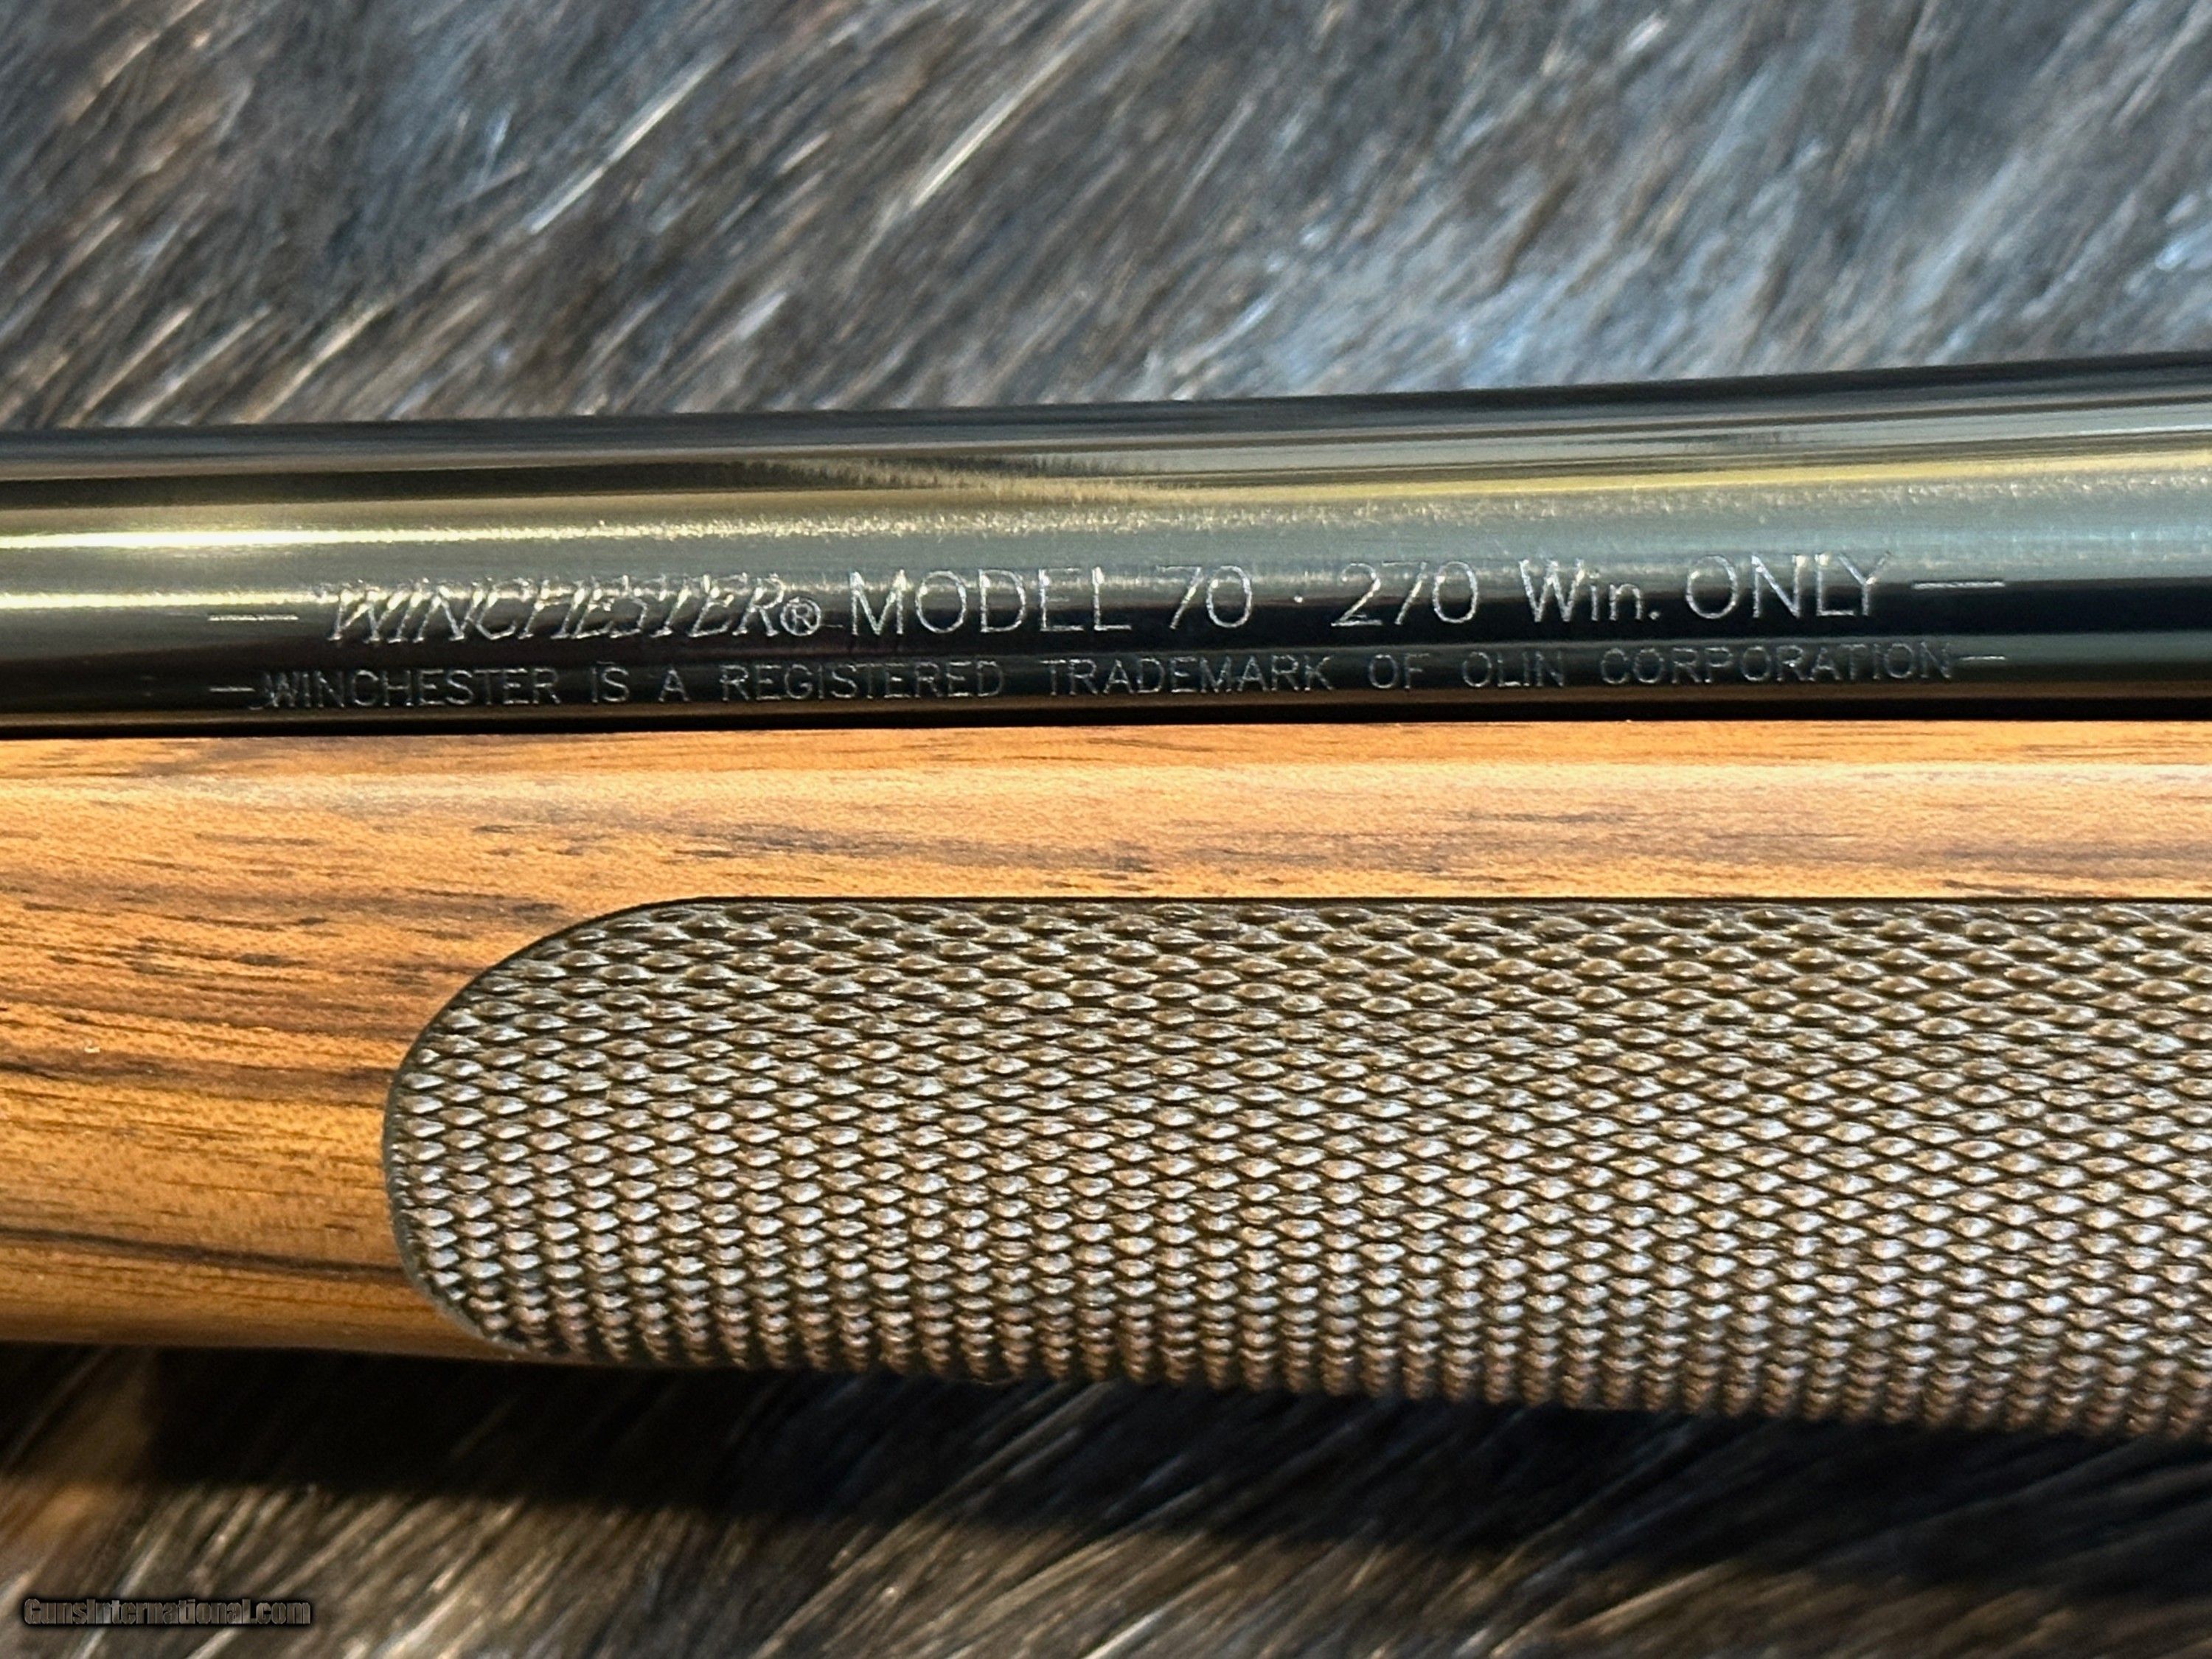 — WINCHESTER® MODEL 70 · 270 Win. ONLY —
—WINCHESTER IS A REGISTERED TRADEMARK OF OLIN CORPORATION—
GunsInternational.com